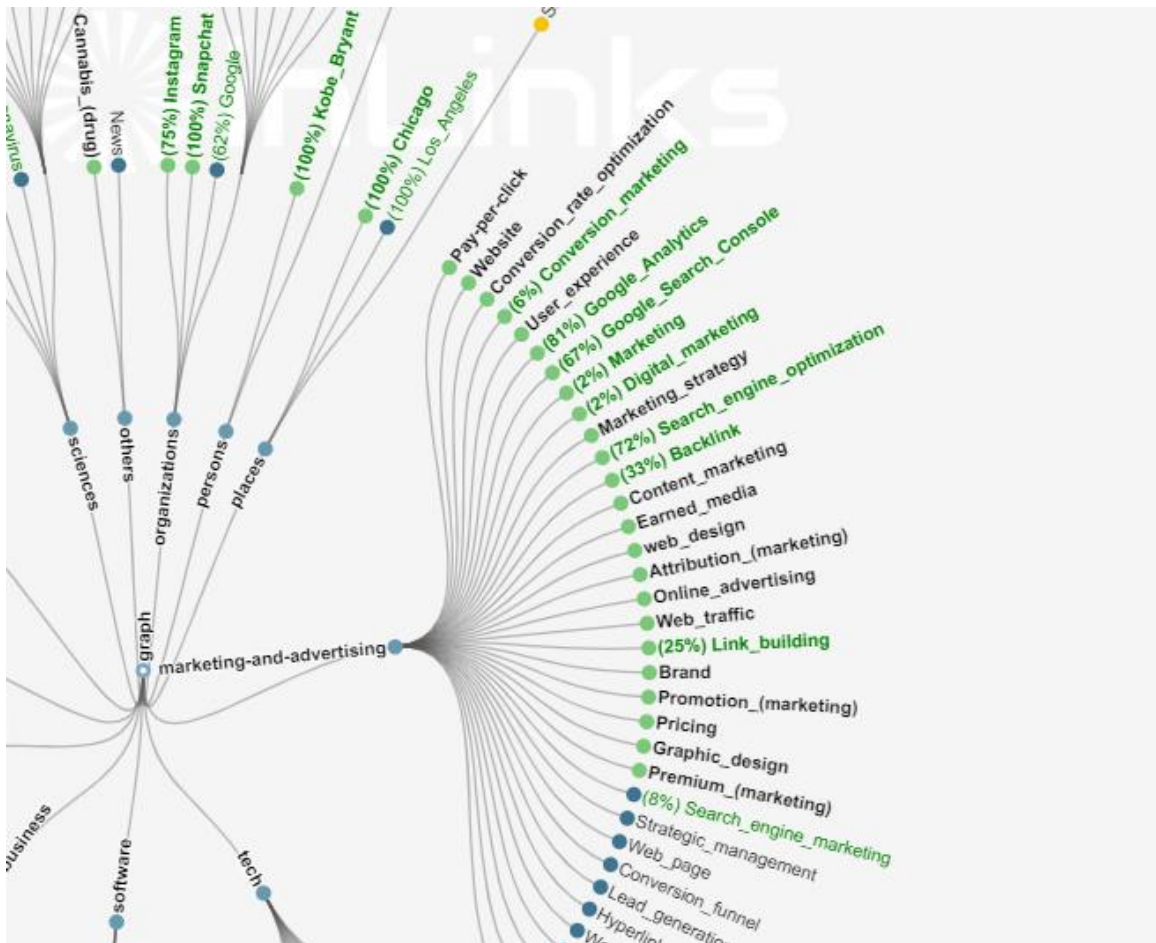 Cannabis_(drug)
News
(75%) Instagram
(100%) Snapchat
(62%) Google
(100%) Kobe_Bryant
(100%) Chicago
(100%) Los_Angeles
Links
Pay-per-click
Website
Conversion_rate_optimization
(6%) Conversion_marketing
User_experience
(81%) Google_Analytics
(67%) Google_Search_Console
(2%) Marketing
(2%) Digital_marketing
Marketing_strategy
(72%) Search_engine_optimization
(33%) Backlink
Content_marketing
Earned_media
web_design
Attribution_(marketing)
Online_advertising
Web_traffic
(25%) Link_building
Brand
Promotion_(marketing)
Pricing
Graphic_design
Premium_(marketing)
(8%) Search_engine_marketing
Strategic_management
Web_page
Conversion_funnel
sciences
others
organizations
persons
places
graph
marketing-and-advertising
business
software
tech